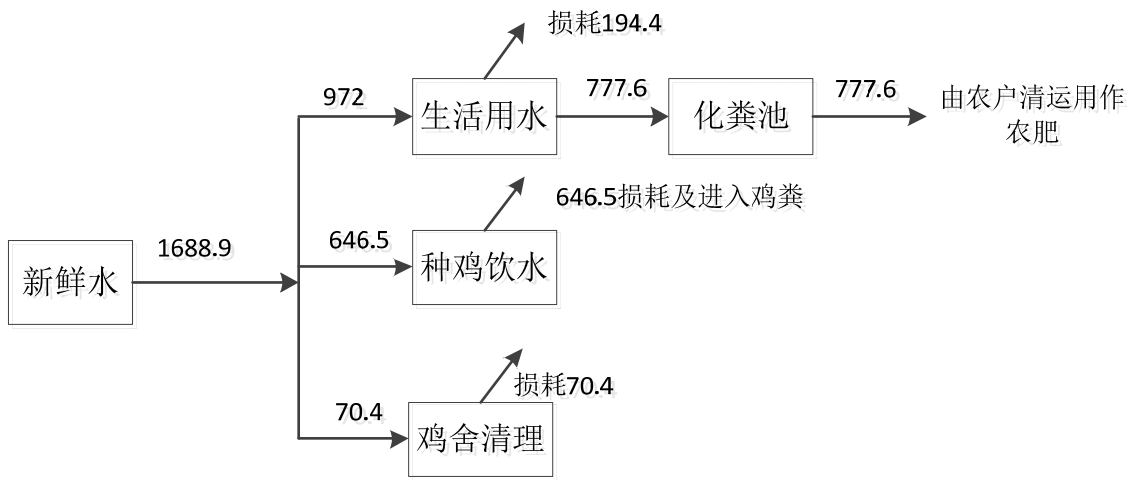 损耗194.4
972
生活用水
777.6
化粪池
777.6
由农户清运用作
农肥
646.5损耗及进入鸡粪
新鲜水
1688.9
646.5
种鸡饮水
损耗70.4
70.4
鸡舍清理